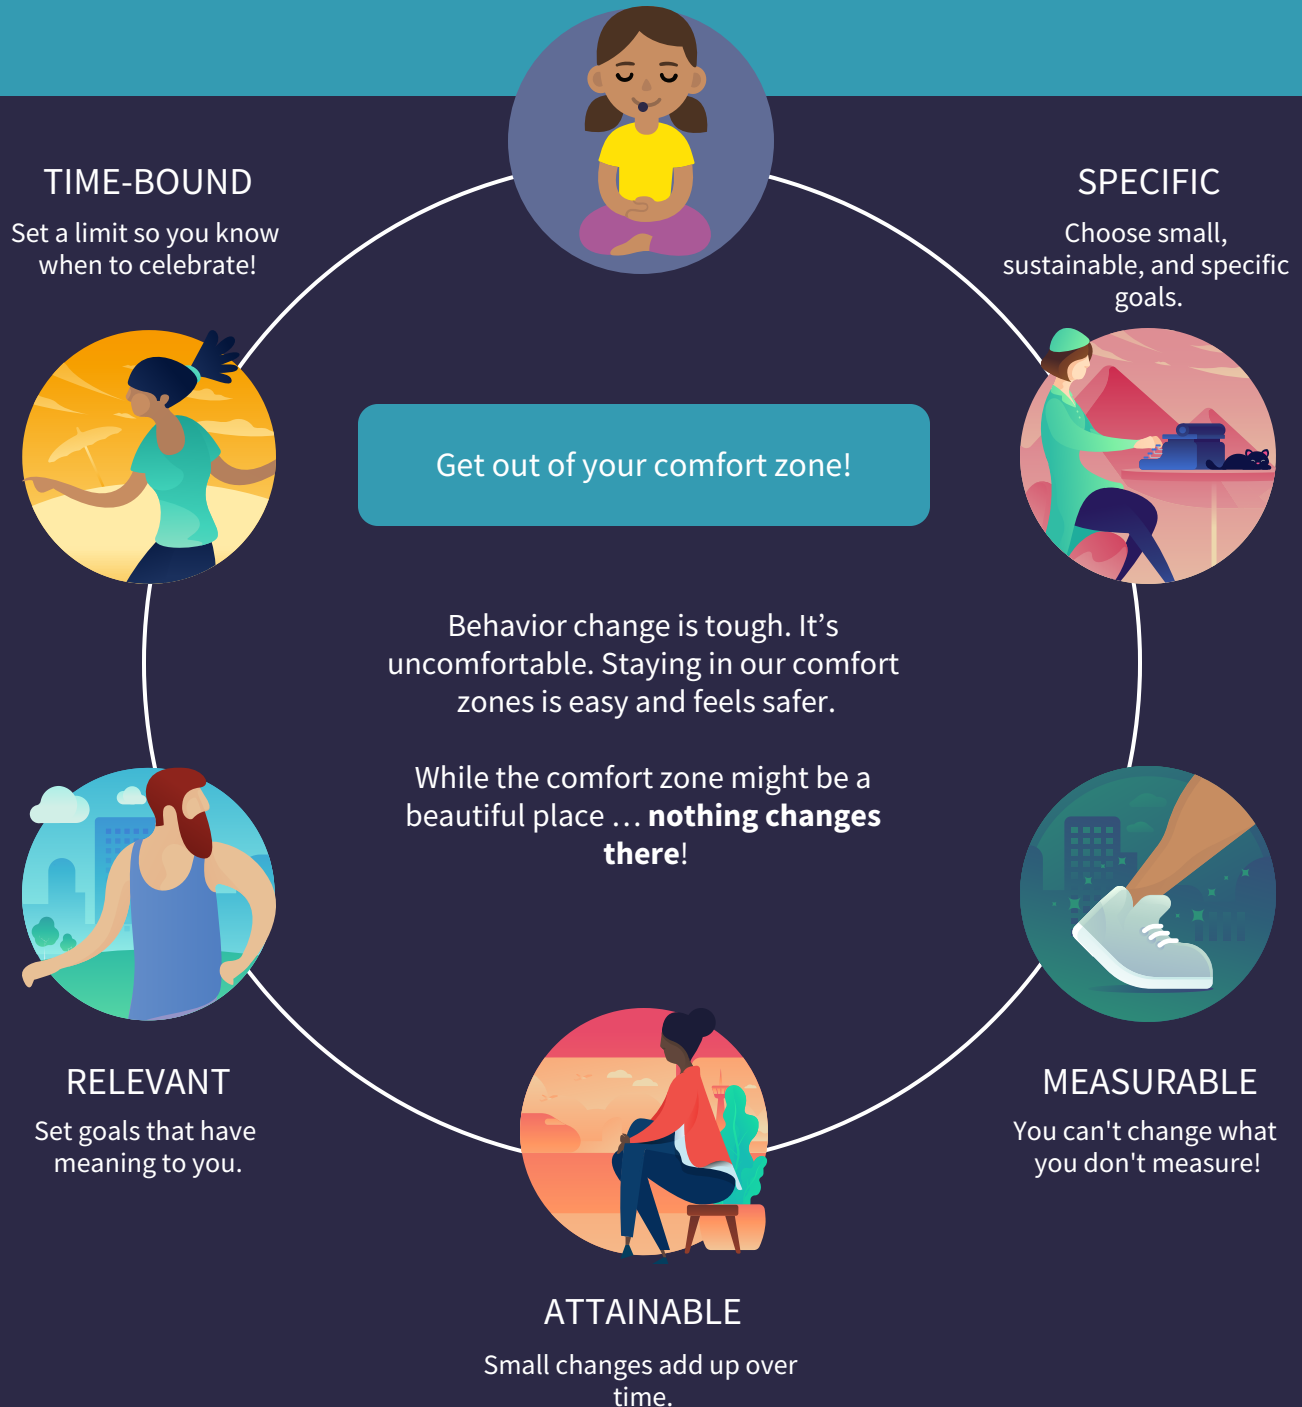 TIME-BOUND
Set a limit so you know
when to celebrate!
SPECIFIC
Choose small,
sustainable, and specific
goals.
Get out of your comfort zone!
Behavior change is tough. It’s
uncomfortable. Staying in our comfort
zones is easy and feels safer.
While the comfort zone might be a
beautiful place … nothing changes
there!
RELEVANT
Set goals that have
meaning to you.
MEASURABLE
You can't change what
you don't measure!
ATTAINABLE
Small changes add up over
time.